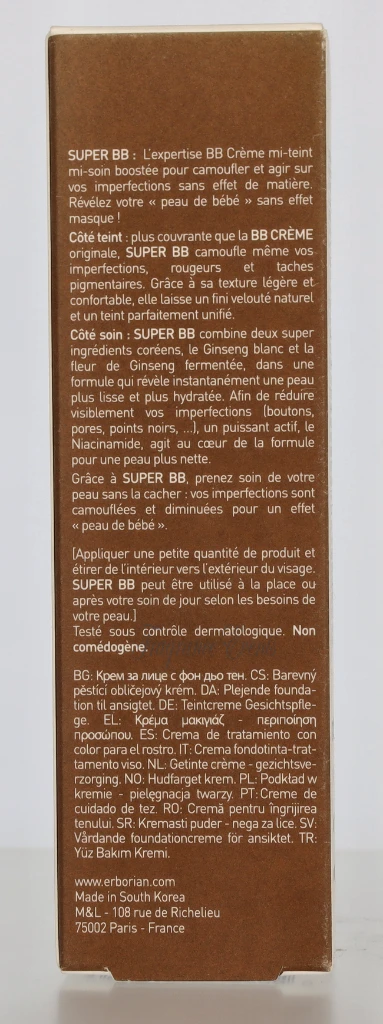 SUPER BB : L'expertise BB Crème mi-teint
mi-soin boostée pour camoufler et agir sur
vos imperfections sans effet de matière.
Révélez votre « peau de bébé » sans effet
masque !
Côté teint : plus couvrante que la BB CRÈME
originale, SUPER BB camoufle même vos
imperfections, rougeurs et taches
pigmentaires. Grâce à sa texture légère et
confortable, elle laisse un fini velouté naturel
et un teint parfaitement unifié.
Côté soin : SUPER BB combine deux super
ingrédients coréens, le Ginseng blanc et la
fleur de Ginseng fermentée, dans une
formule qui révèle instantanément une peau
plus lisse et plus hydratée. Afin de réduire
visiblement vos imperfections (boutons,
pores, points noirs, ...), un puissant actif, le
Niacinamide, agit au cœur de la formule
pour une peau plus nette.
Grâce à SUPER BB, prenez soin de votre
peau sans la cacher : vos imperfections sont
camouflées et diminuées pour un effet
« peau de bébé ».
[Appliquer une petite quantité de produit et
étirer de l'intérieur vers l'extérieur du visage.
SUPER BB peut être utilisé à la place ou
après votre soin de jour selon les besoins de
votre peau.]
Testé sous contrôle dermatologique. Non
comédogène.
BG: Крем за лице с фон дьо тен. CS: Barevný
pěstící obličejový krém. DA: Plejende founda-
tion til ansigtet. DE: Teintcreme Gesichtspfle-
ge. EL: Κρέμα μακιγιάζ - περιποίηση
προσώπου. ES: Crema de tratamiento con
color para el rostro. IT: Crema fondotinta-trat-
tamento viso. NL: Getinte crème - gezichtsve-
rzorging. NO: Hudfarget krem. PL: Podkład w
kremie - pielęgnacja twarzy. PT: Creme de
cuidado de tez. RO: Cremă pentru îngrijirea
tenului. SR: Kremasti puder - nega za lice. SV:
Vårdande foundationcreme för ansiktet. TR:
Yüz Bakım Kremi.
www.erborian.com
Made in South Korea
M&L - 108 rue de Richelieu
75002 Paris - France